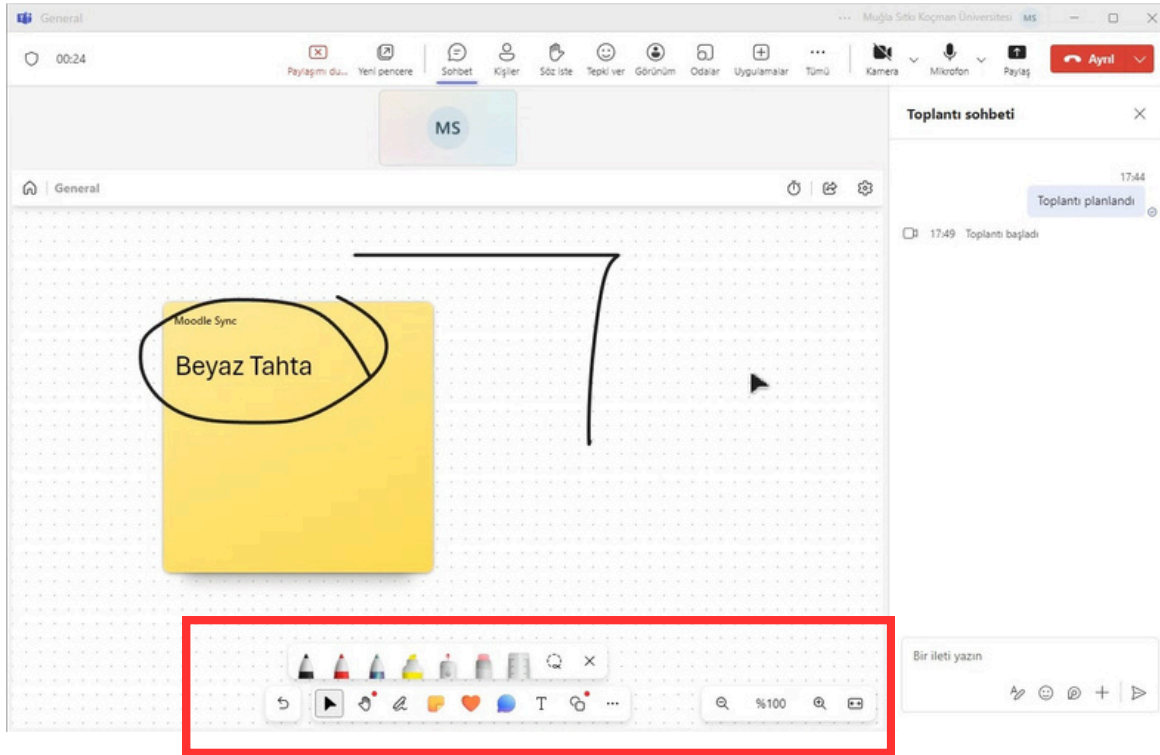 General
Muğla Sıtkı Koçman Üniversitesi MS
00:24
Paylaşımı du... Yeni pencere Sohbet Kişiler Söz iste Tepki ver Görünüm Odalar Uygulamalar Tümü Kamera Mikrofon Paylaş Ayrıl
MS
General
Moodle Sync
Beyaz Tahta
%100
Toplantı sohbeti
17:44
Toplantı planlandı
17:49 Toplantı başladı
Bir ileti yazın